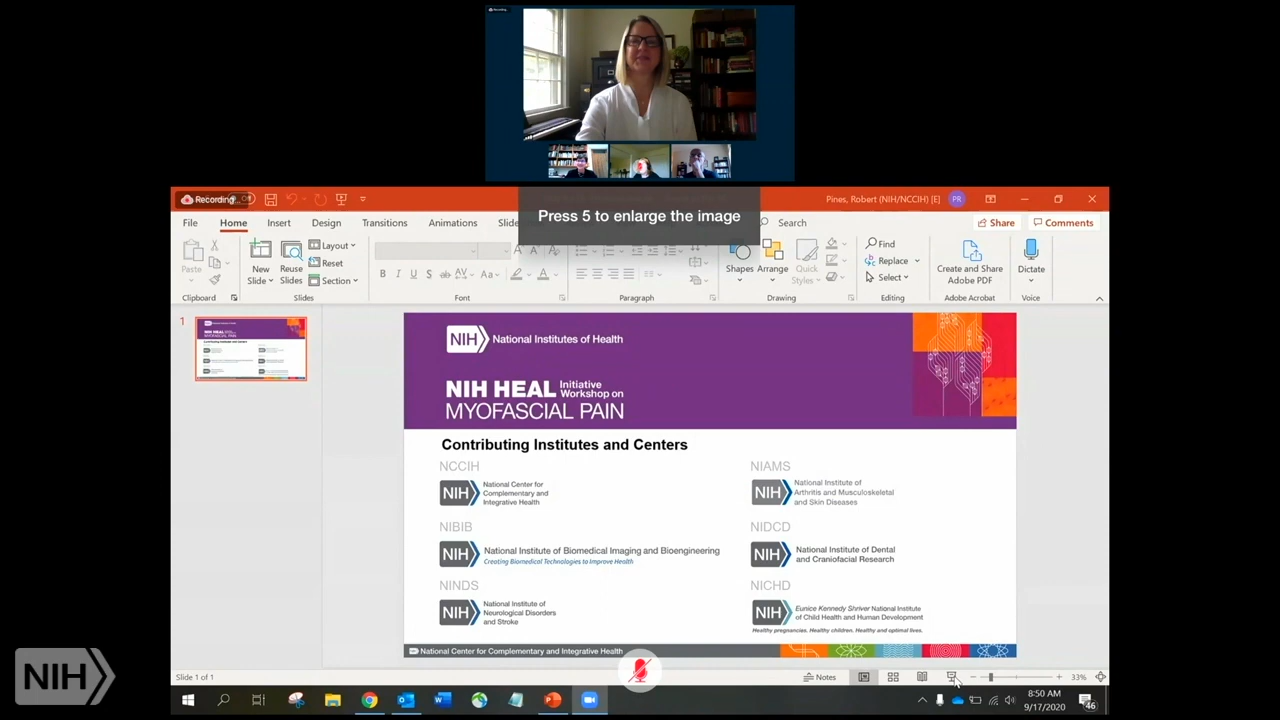 Recording
Recording
Pines, Robert (NIH/NCCIH) [E]
PR
Press 5 to enlarge the image
File
Home
Insert
Design
Transitions
Animations
Slide
Search
Share
Comments
Paste
New
Slide
Reuse
Slides
Layout
Reset
Section
Shapes
Arrange
Quick
Styles
Find
Replace
Select
Create and Share
Adobe PDF
Dictate
Clipboard
Slides
Font
Paragraph
Drawing
Editing
Adobe Acrobat
Voice
1
NIH National Institutes of Health
NIH HEAL Initiative
Workshop on
MYOFASCIAL PAIN
Contributing Institutes and Centers
NCCIH
NIH National Center for
Complementary and
Integrative Health
NIAMS
NIH National Institute of
Arthritis and Musculoskeletal
and Skin Diseases
NIBIB
NIH National Institute of Biomedical Imaging and Bioengineering
Creating Biomedical Technologies to Improve Health
NIDCD
NIH National Institute of Dental
and Craniofacial Research
NINDS
NIH National Institute of
Neurological Disorders
and Stroke
NICHD
NIH Eunice Kennedy Shriver National Institute
of Child Health and Human Development
Healthy pregnancies. Healthy children. Healthy and optimal lives.
NIH National Center for Complementary and Integrative Health
Slide 1 of 1
Notes
33%
8:50 AM
9/17/2020
46
NIH